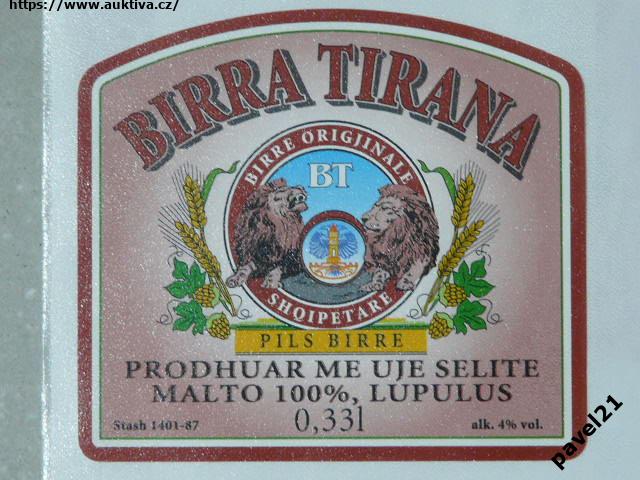 https://www.auktiva.cz/
BIRRA TIRANA
BIRRE ORIGJINALE
BT
SHQIPETARE
PILS BIRRE
PRODHUAR ME UJE SELITE
MALTO 100%, LUPULUS
0,33l
Stash 1401-87
alk. 4% vol.
pavel21